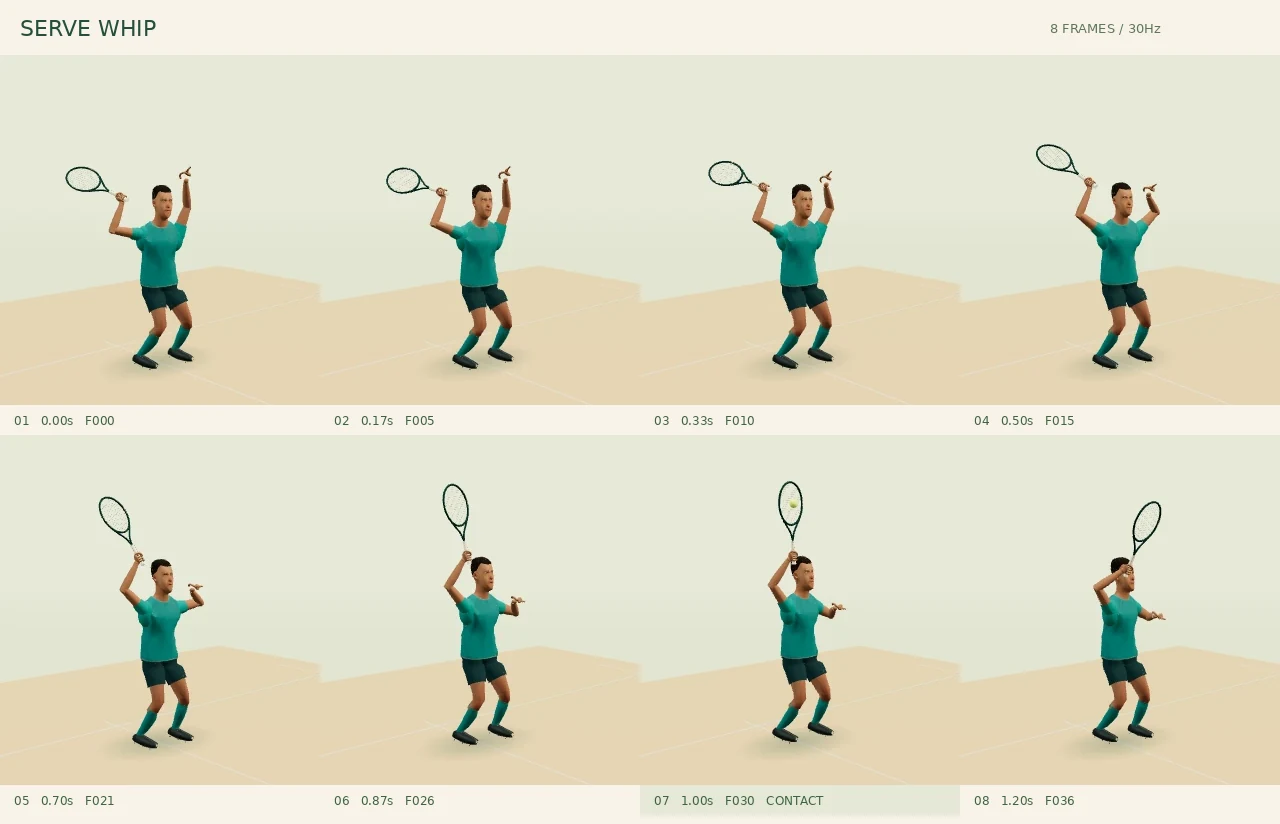 SERVE WHIP
8 FRAMES / 30Hz
01 0.00s F000
02 0.17s F005
03 0.33s F010
04 0.50s F015
05 0.70s F021
06 0.87s F026
07 1.00s F030 CONTACT
08 1.20s F036